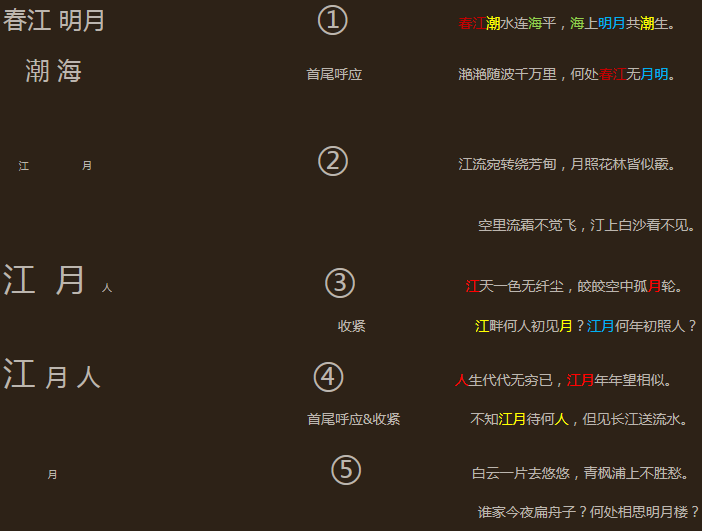 春江 明月 ① 春江潮水连海平，海上明月共潮生。
潮 海 首尾呼应 滟滟随波千万里，何处春江无月明。
江 月 ② 江流宛转绕芳甸，月照花林皆似霰。
空里流霜不觉飞，汀上白沙看不见。
江 月 人 ③ 江天一色无纤尘，皎皎空中孤月轮。
收紧 江畔何人初见月？江月何年初照人？
江 月 人 ④ 人生代代无穷已，江月年年望相似。
首尾呼应&收紧 不知江月待何人，但见长江送流水。
月 ⑤ 白云一片去悠悠，青枫浦上不胜愁。
谁家今夜扁舟子？何处相思明月楼？